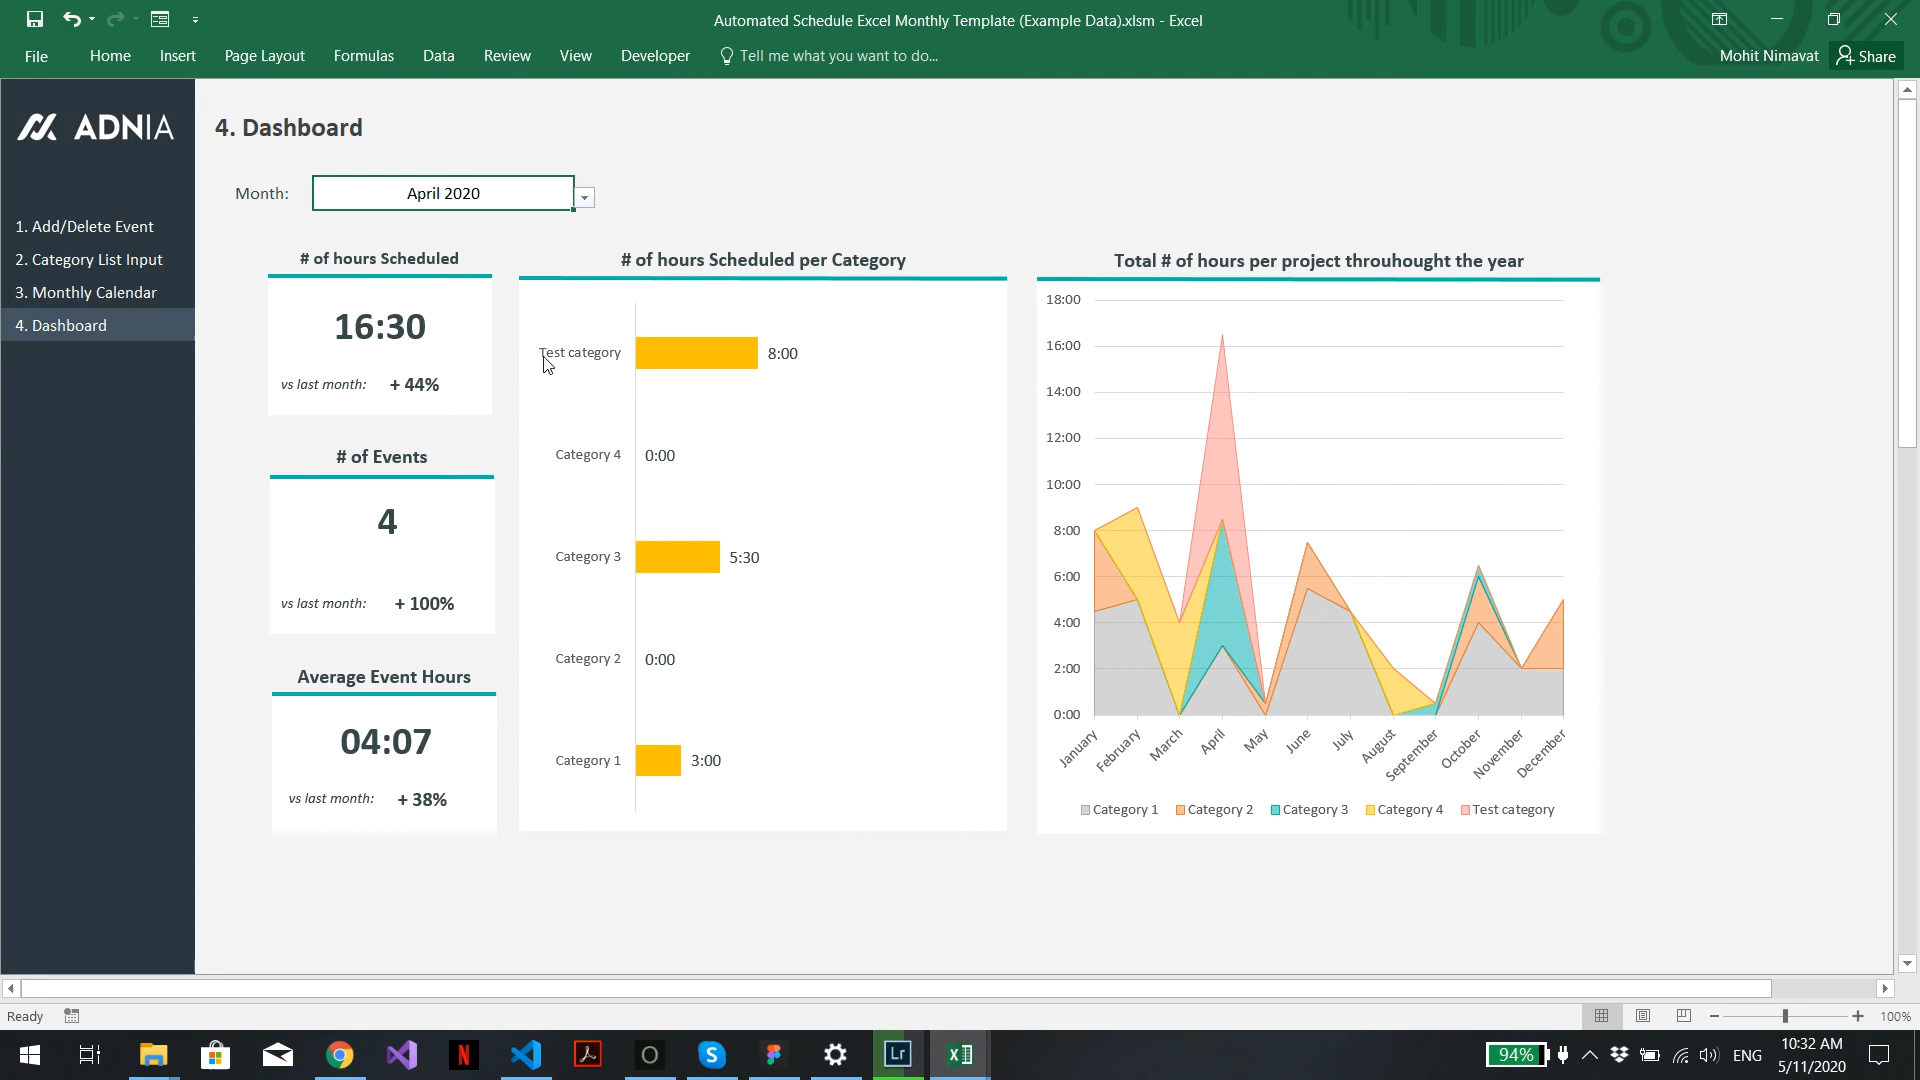 Automated Schedule Excel Monthly Template (Example Data).xlsm - Excel
File Home Insert Page Layout Formulas Data Review View Developer Tell me what you want to do... Mohit Nimavat Share
ADNIA
1. Add/Delete Event
2. Category List Input
3. Monthly Calendar
4. Dashboard
4. Dashboard
Month: April 2020
# of hours Scheduled
16:30
vs last month: + 44%
# of Events
4
vs last month: + 100%
Average Event Hours
04:07
vs last month: + 38%
# of hours Scheduled per Category
Test category 8:00
Category 4 0:00
Category 3 5:30
Category 2 0:00
Category 1 3:00
Total # of hours per project throuhought the year
18:00
16:00
14:00
12:00
10:00
8:00
6:00
4:00
2:00
0:00
January February March April May June July August September October November December
Category 1 Category 2 Category 3 Category 4 Test category
Ready
100%
N O S Lr X
94% ENG 10:32 AM
5/11/2020